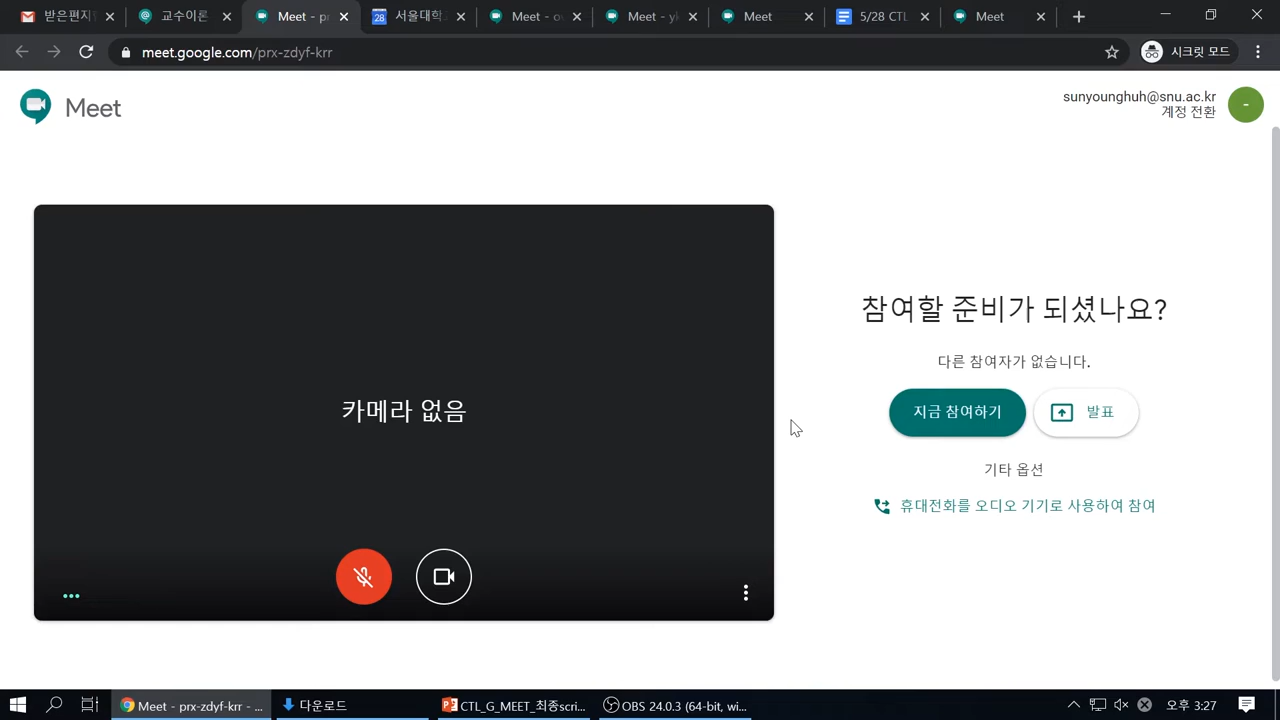 받은편지
교수이론
Meet - pr
서울대학
Meet - ou
Meet - yk
Meet
5/28 CTL
Meet
meet.google.com/prx-zdyf-krr
시크릿 모드
Meet
sunyounghuh@snu.ac.kr
계정 전환
-
카메라 없음
참여할 준비가 되셨나요?
다른 참여자가 없습니다.
지금 참여하기
발표
기타 옵션
휴대전화를 오디오 기기로 사용하여 참여
Meet - prx-zdyf-krr - ...
다운로드
CTL_G_MEET_최종scri...
OBS 24.0.3 (64-bit, wi...
오후 3:27